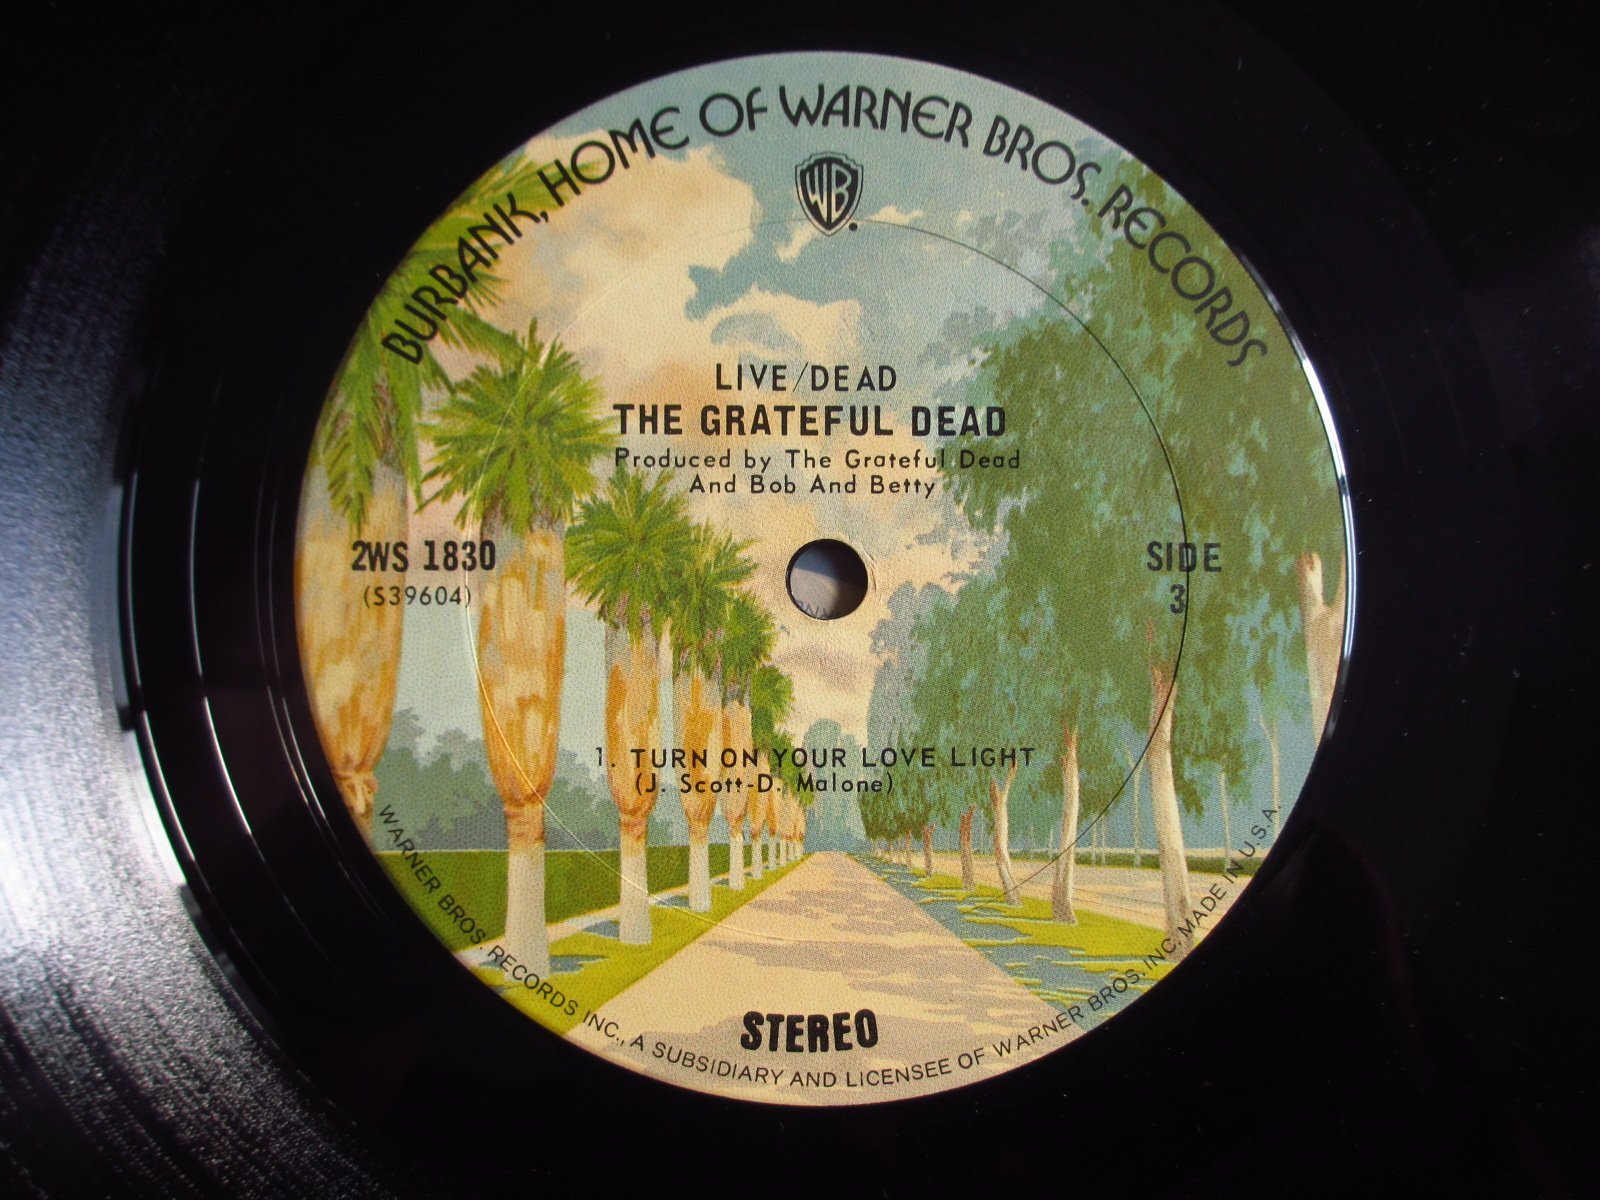 BURBANK, HOME OF WARNER BROS. RECORDS
WB
LIVE/DEAD
THE GRATEFUL DEAD
Produced by The Grateful Dead
And Bob And Betty
2WS 1830
(S39604)
SIDE
3
1. TURN ON YOUR LOVE LIGHT
(J. Scott-D. Malone)
STEREO
WARNER BROS. RECORDS INC., A SUBSIDIARY AND LICENSEE OF WARNER BROS. INC. MADE IN U.S.A.